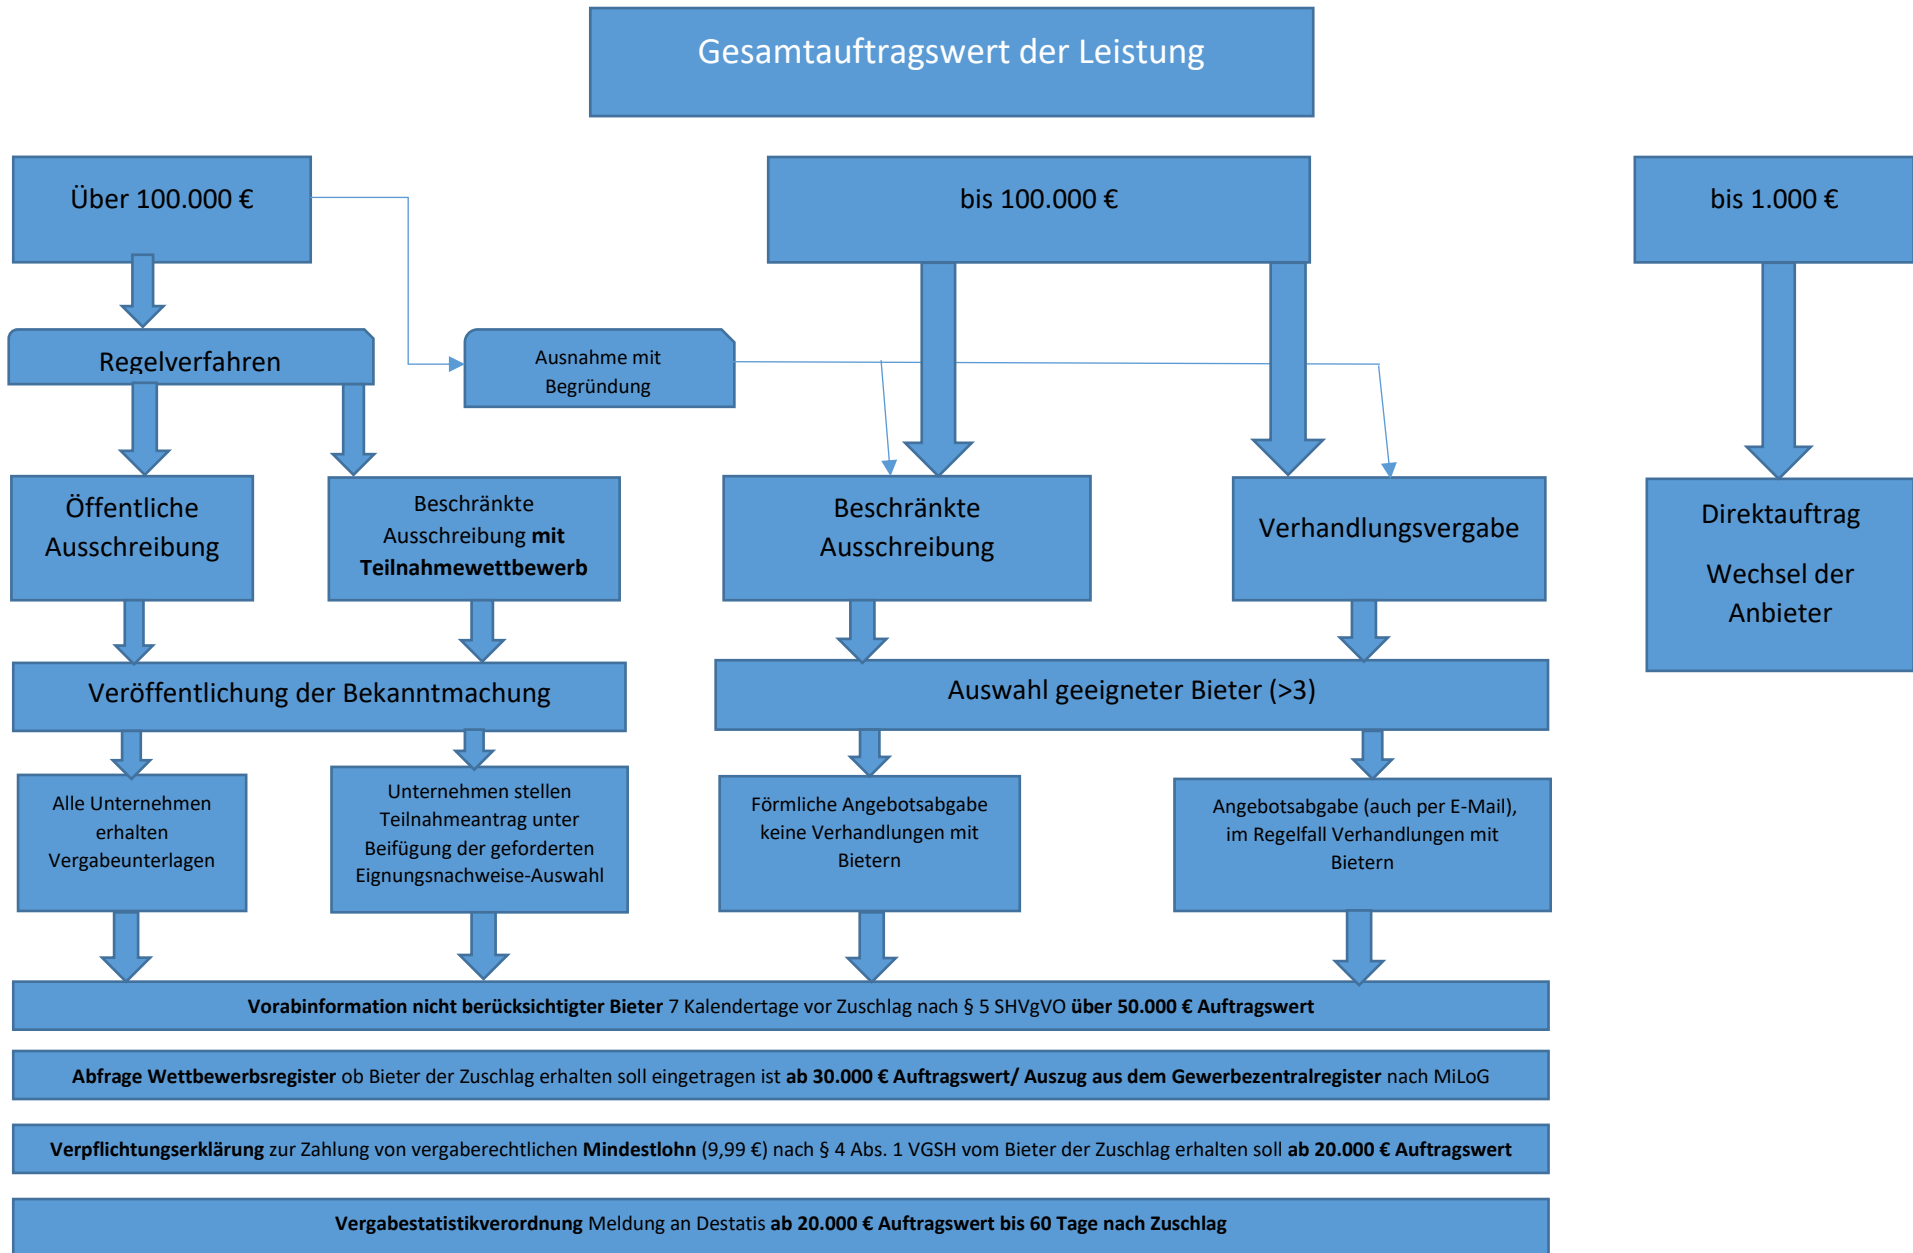 Gesamtauftragswert der Leistung
Über 100.000 €
bis 100.000 €
bis 1.000 €
Regelverfahren
Ausnahme mit
Begründung
Öffentliche
Ausschreibung
Beschränkte
Ausschreibung mit
Teilnahmewettbewerb
Beschränkte
Ausschreibung
Verhandlungsvergabe
Direktauftrag
Wechsel der
Anbieter
Veröffentlichung der Bekanntmachung
Auswahl geeigneter Bieter (>3)
Alle Unternehmen
erhalten
Vergabeunterlagen
Unternehmen stellen
Teilnahmeantrag unter
Beifügung der geforderten
Eignungsnachweise-Auswahl
Förmliche Angebotsabgabe
keine Verhandlungen mit
Bietern
Angebotsabgabe (auch per E-Mail),
im Regelfall Verhandlungen mit
Bietern
Vorabinformation nicht berücksichtigter Bieter 7 Kalendertage vor Zuschlag nach § 5 SHVgVO über 50.000 € Auftragswert
Abfrage Wettbewerbsregister ob Bieter der Zuschlag erhalten soll eingetragen ist ab 30.000 € Auftragswert/ Auszug aus dem Gewerbezentralregister nach MiLoG
Verpflichtungserklärung zur Zahlung von vergaberechtlichen Mindestlohn (9,99 €) nach § 4 Abs. 1 VGSH vom Bieter der Zuschlag erhalten soll ab 20.000 € Auftragswert
Vergabestatistikverordnung Meldung an Destatis ab 20.000 € Auftragswert bis 60 Tage nach Zuschlag